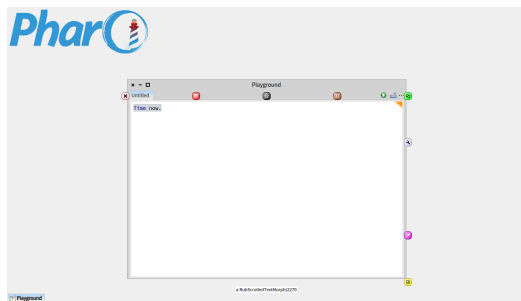 Pharo
Playground
Untitled
Time now.
a RubScrolledTextMorph(2270
Playground